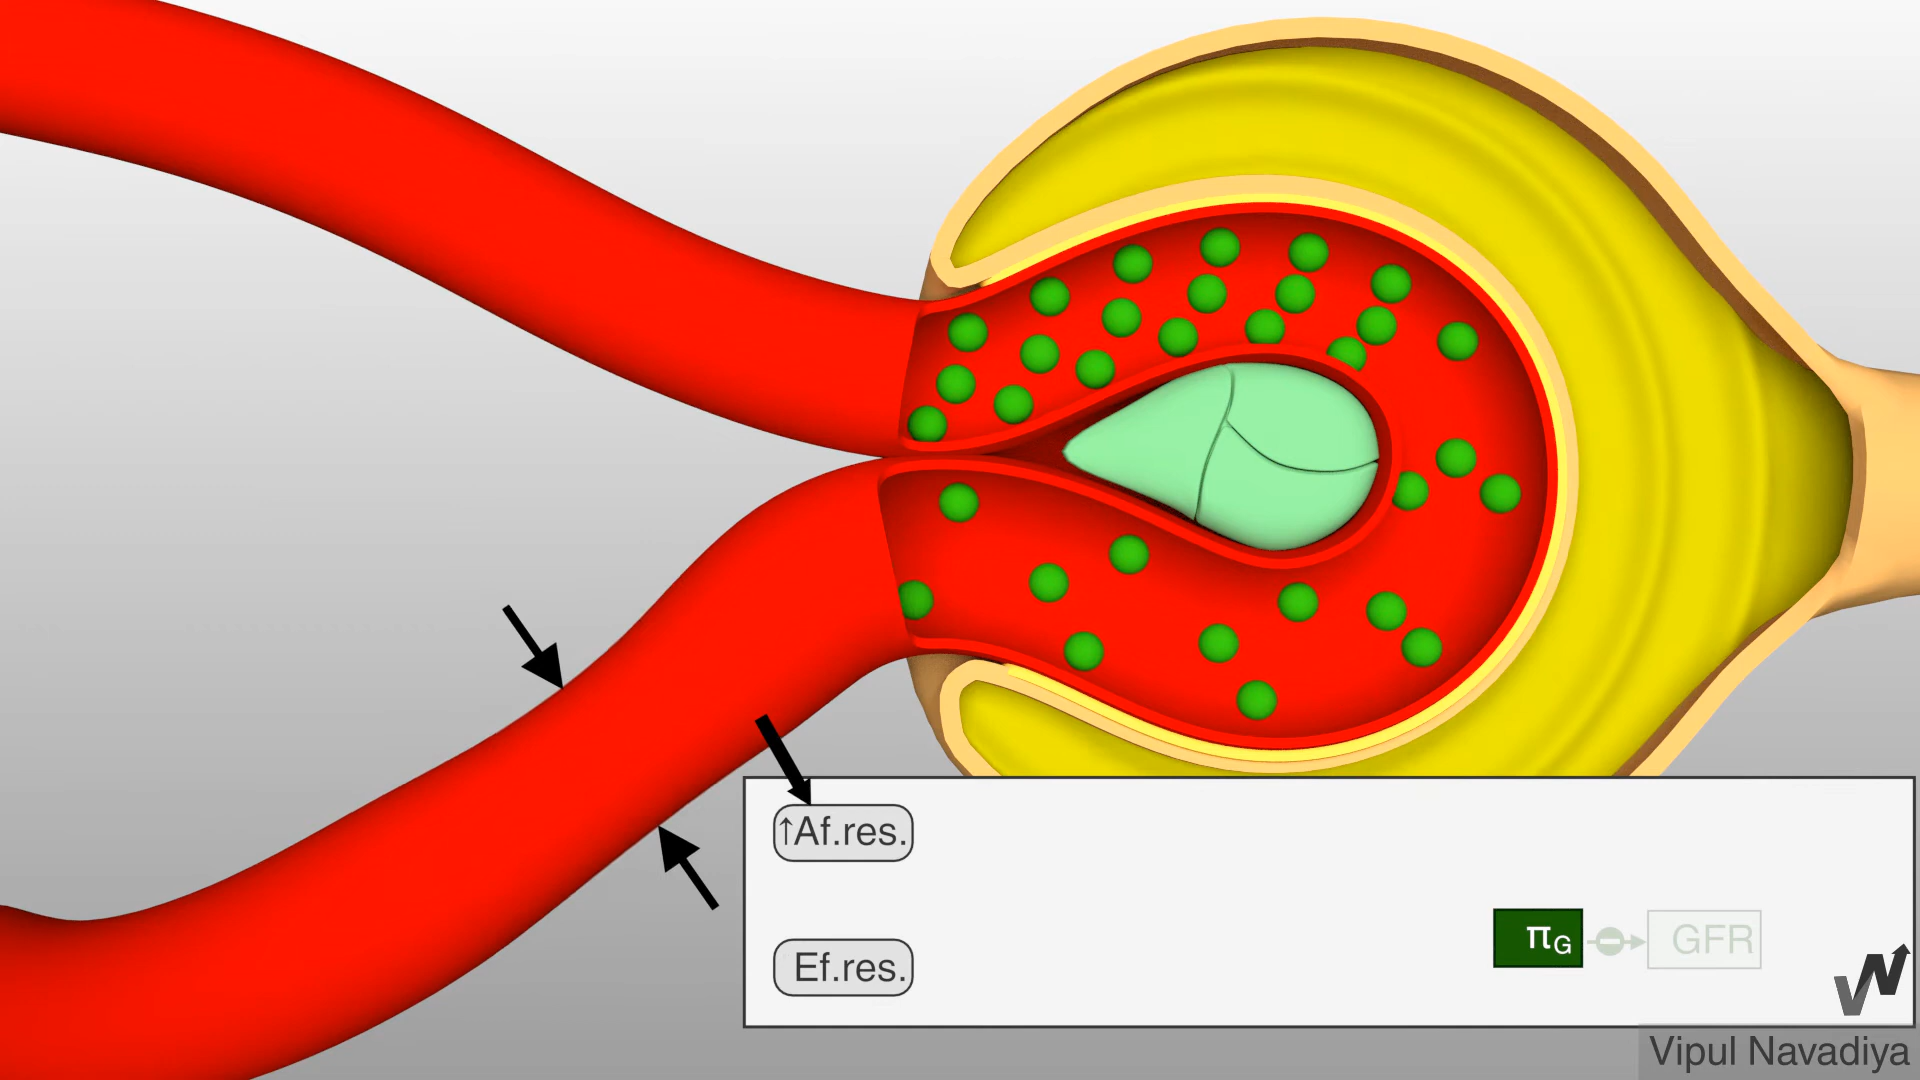 ↑Af.res.
Ef.res.
πG
GFR
Vipul Navadiya